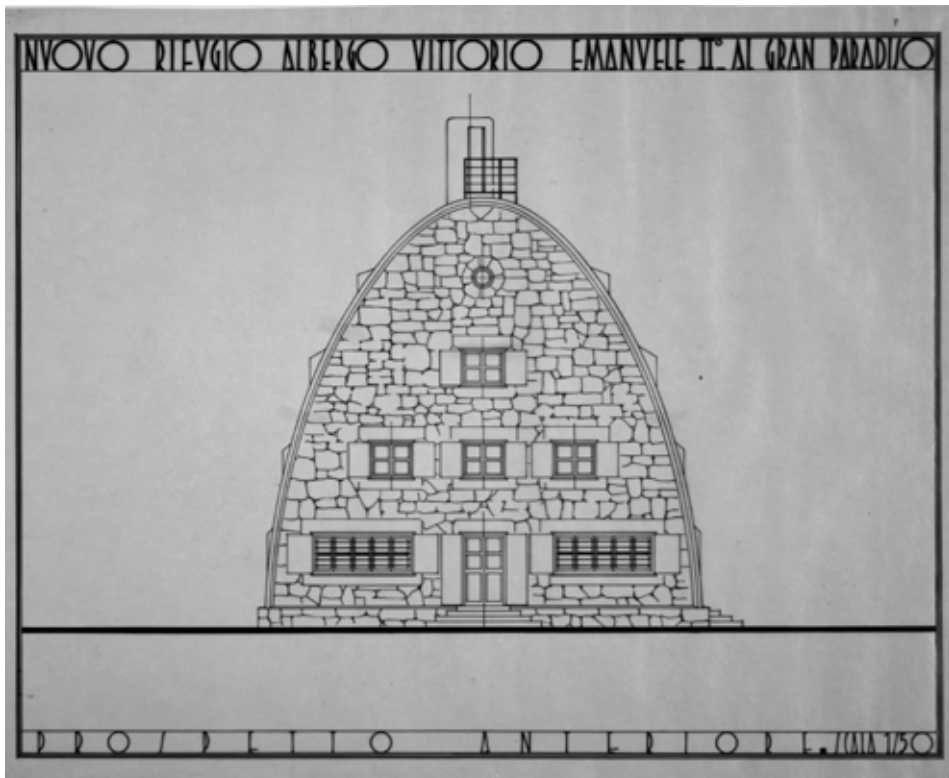 NVOVO RIFVGIO ALBERGO VITTORIO EMANVELE II° AL GRAN PARADISO
PROSPETTO ANTERIORE. SCALA 1/50